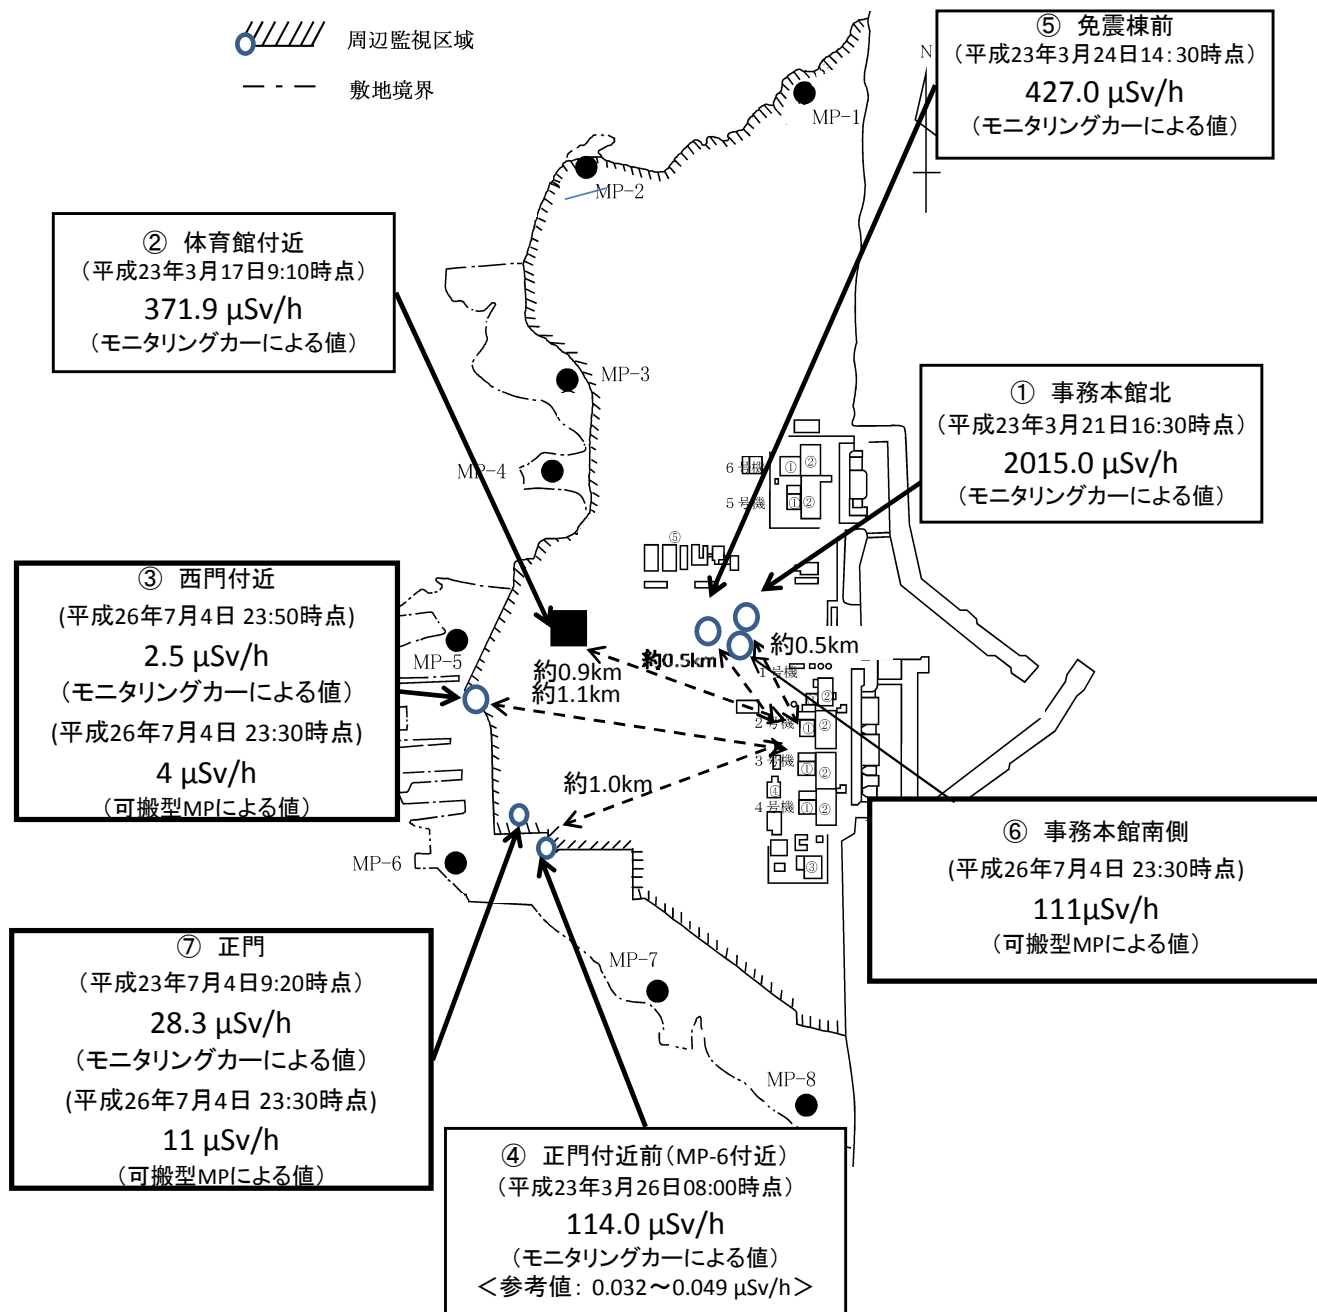 周辺監視区域
敷地境界
⑤ 免震棟前
（平成23年3月24日14:30時点）
427.0 μSv/h
（モニタリングカーによる値）
N
MP-1
MP-2
② 体育館付近
（平成23年3月17日9:10時点）
371.9 μSv/h
（モニタリングカーによる値）
MP-3
① 事務本館北
（平成23年3月21日16:30時点）
2015.0 μSv/h
（モニタリングカーによる値）
MP-4
6号機
① ②
5号機
① ②
⑤
③ 西門付近
(平成26年7月4日 23:50時点)
2.5 μSv/h
（モニタリングカーによる値）
(平成26年7月4日 23:30時点)
4 μSv/h
（可搬型MPによる値）
MP-5
約0.9km
約1.1km
約0.5km
約0.5km
1号機
②
2号機
① ②
3号機
① ②
約1.0km
④
4号機
① ②
③
MP-6
⑥ 事務本館南側
(平成26年7月4日 23:30時点)
111μSv/h
（可搬型MPによる値）
⑦ 正門
（平成23年7月4日9:20時点）
28.3 μSv/h
（モニタリングカーによる値）
(平成26年7月4日 23:30時点)
11 μSv/h
（可搬型MPによる値）
MP-7
MP-8
④ 正門付近前（MP-6付近）
（平成23年3月26日08:00時点）
114.0 μSv/h
（モニタリングカーによる値）
＜参考値: 0.032～0.049 μSv/h＞